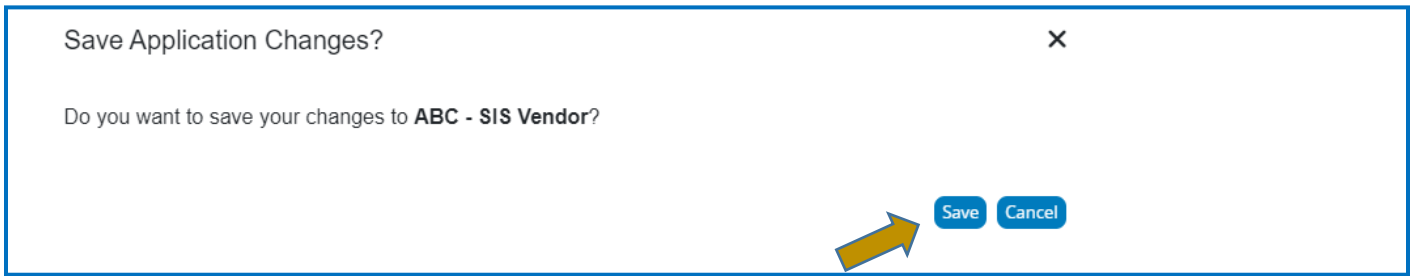 Save Application Changes?
Do you want to save your changes to ABC - SIS Vendor?
Save Cancel